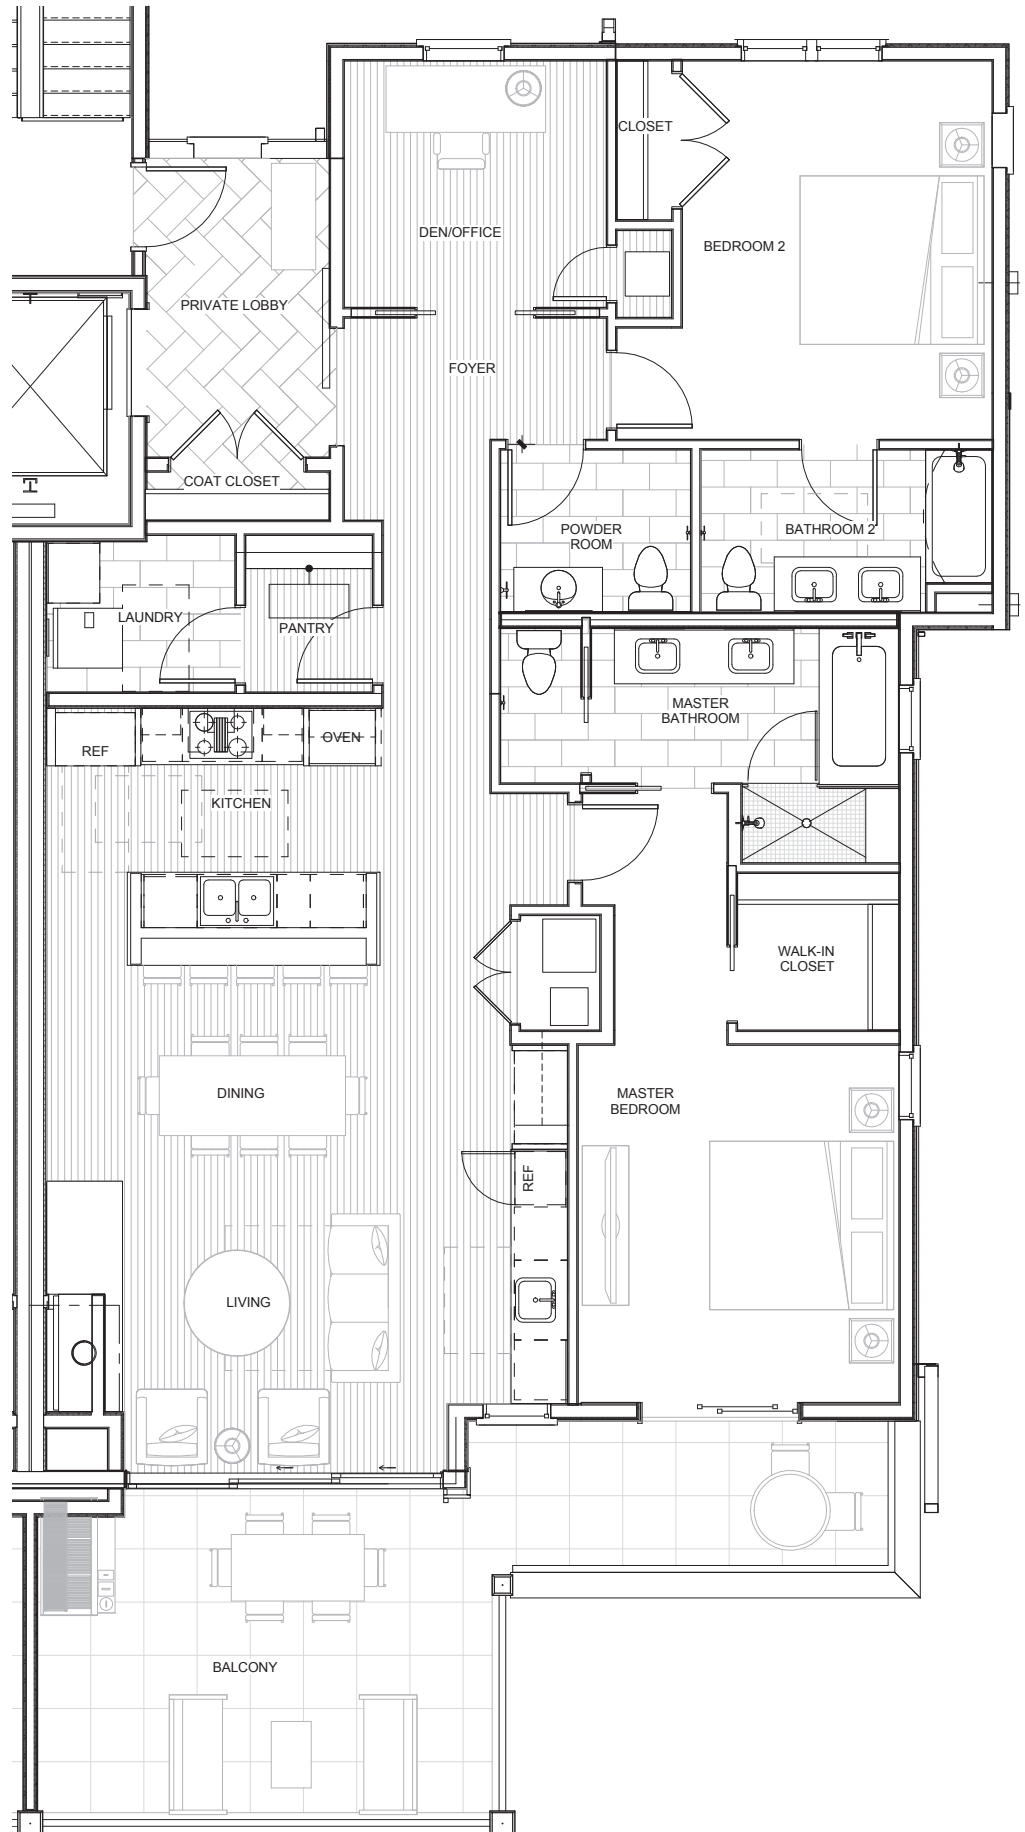 CLOSET
DEN/OFFICE
BEDROOM 2
PRIVATE LOBBY
FOYER
COAT CLOSET
POWDER
ROOM
BATHROOM 2
LAUNDRY
PANTRY
MASTER
BATHROOM
REF
OVEN
KITCHEN
WALK-IN
CLOSET
DINING
MASTER
BEDROOM
REF
LIVING
BALCONY